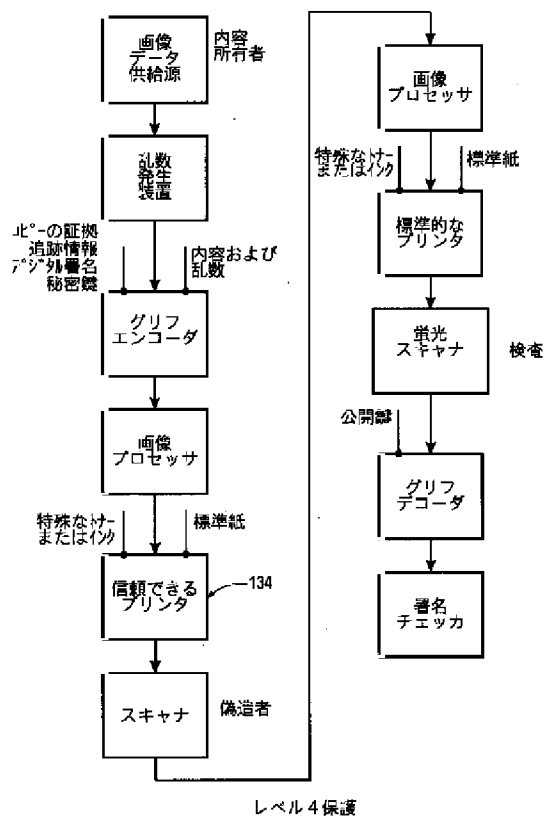 画像
データ
供給源
内容
所有者
乱数
発生
装置
コピーの証拠
追跡情報
デジタル署名
秘密鍵
内容および
乱数
グリフ
エンコーダ
画像
プロセッサ
特殊なトナー
またはインク
標準紙
信頼できる
プリンタ
134
スキャナ
偽造者
画像
プロセッサ
特殊なトナー
またはインク
標準紙
標準的な
プリンタ
蛍光
スキャナ
検査
公開鍵
グリフ
デコーダ
署名
チェッカ
レベル4保護